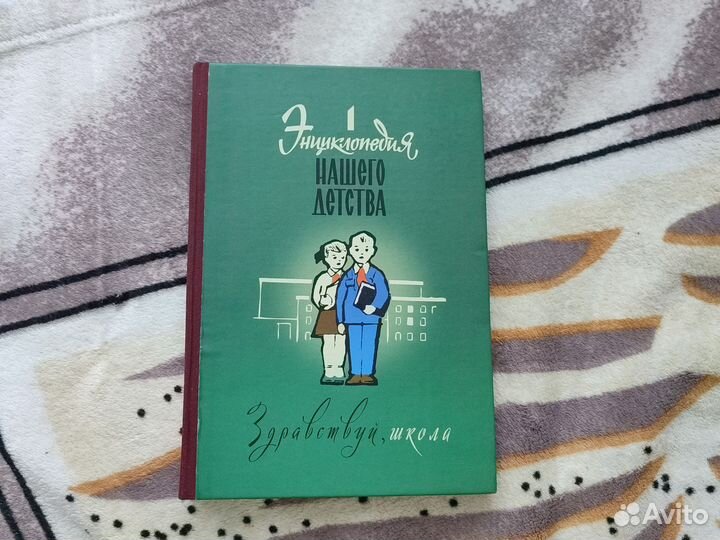 1
Энциклопедия
НАШЕГО
ДЕТСТВА
Здравствуй, школа
Avito